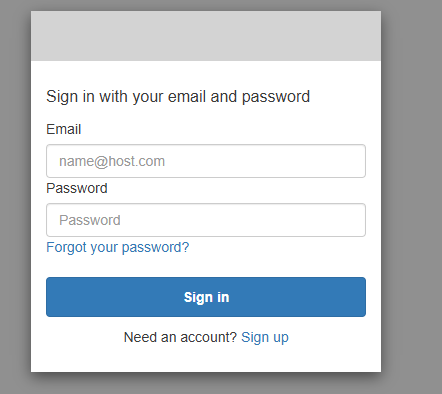 Sign in with your email and password
Email
name@host.com
Password
Password
Forgot your password?
Sign in
Need an account? Sign up